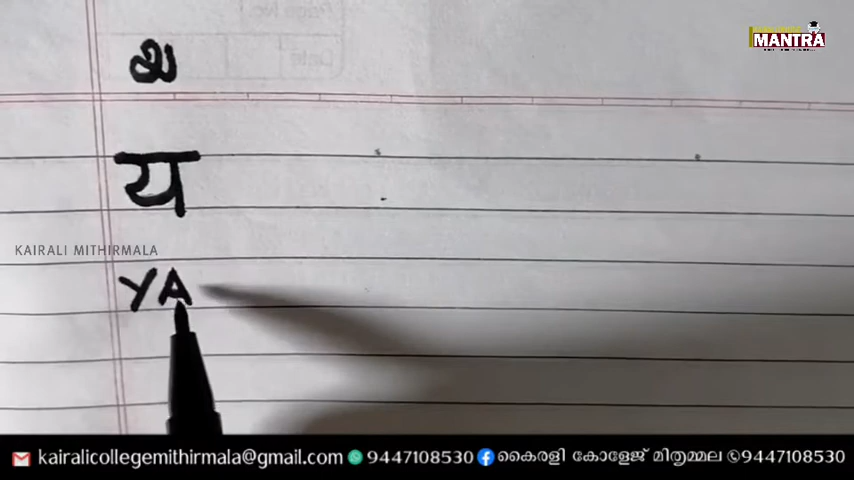 MANTRA
യ
य
KAIRALI MITHIRMALA
YA
kairalicollegemithirmala@gmail.com 9447108530 കൈരളി കോളേജ് മിതൃമ്മല 9447108530